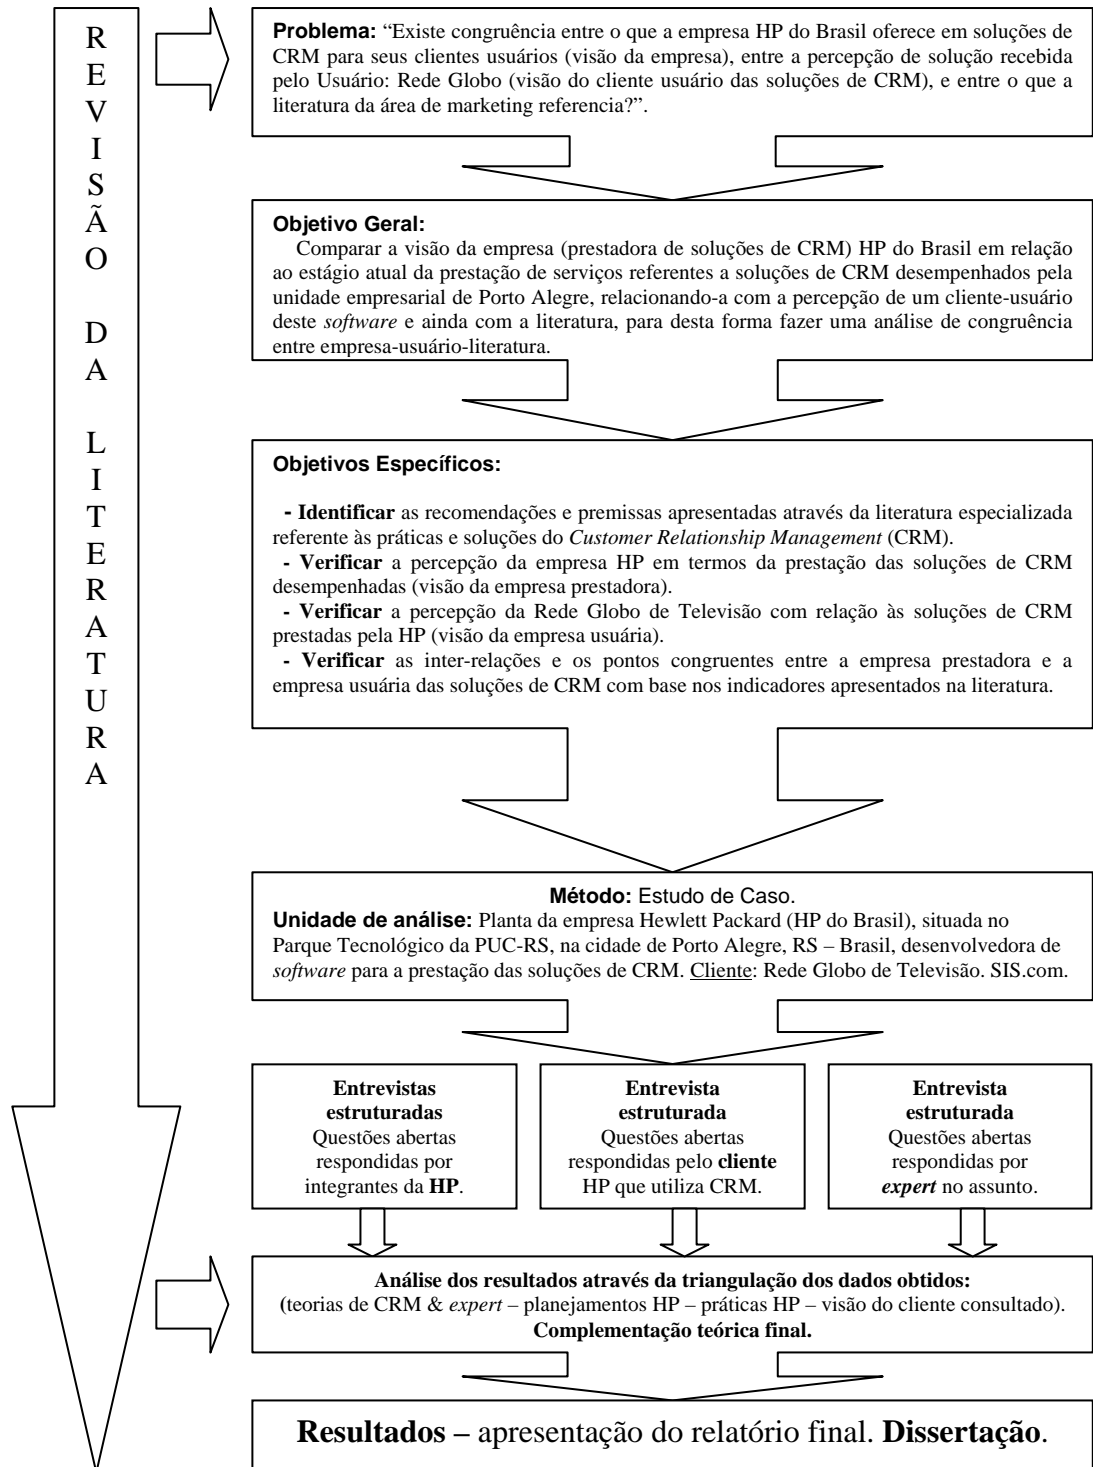 R
E
V
I
S
Ã
O
D
A
L
I
T
E
R
A
T
U
R
A
Problema: “Existe congruência entre o que a empresa HP do Brasil oferece em soluções de
CRM para seus clientes usuários (visão da empresa), entre a percepção de solução recebida
pelo Usuário: Rede Globo (visão do cliente usuário das soluções de CRM), e entre o que a
literatura da área de marketing referencia?”.
Objetivo Geral:
Comparar a visão da empresa (prestadora de soluções de CRM) HP do Brasil em relação
ao estágio atual da prestação de serviços referentes a soluções de CRM desempenhados pela
unidade empresarial de Porto Alegre, relacionando-a com a percepção de um cliente-usuário
deste software e ainda com a literatura, para desta forma fazer uma análise de congruência
entre empresa-usuário-literatura.
Objetivos Específicos:
- Identificar as recomendações e premissas apresentadas através da literatura especializada
referente às práticas e soluções do Customer Relationship Management (CRM).
- Verificar a percepção da empresa HP em termos da prestação das soluções de CRM
desempenhadas (visão da empresa prestadora).
- Verificar a percepção da Rede Globo de Televisão com relação às soluções de CRM
prestadas pela HP (visão da empresa usuária).
- Verificar as inter-relações e os pontos congruentes entre a empresa prestadora e a
empresa usuária das soluções de CRM com base nos indicadores apresentados na literatura.
Método: Estudo de Caso.
Unidade de análise: Planta da empresa Hewlett Packard (HP do Brasil), situada no
Parque Tecnológico da PUC-RS, na cidade de Porto Alegre, RS – Brasil, desenvolvedora de
software para a prestação das soluções de CRM. Cliente: Rede Globo de Televisão. SIS.com.
Entrevistas
estruturadas
Questões abertas
respondidas por
integrantes da HP.
Entrevista
estruturada
Questões abertas
respondidas pelo cliente
HP que utiliza CRM.
Entrevista
estruturada
Questões abertas
respondidas por
expert no assunto.
Análise dos resultados através da triangulação dos dados obtidos:
(teorias de CRM & expert – planejamentos HP – práticas HP – visão do cliente consultado).
Complementação teórica final.
Resultados – apresentação do relatório final. Dissertação.